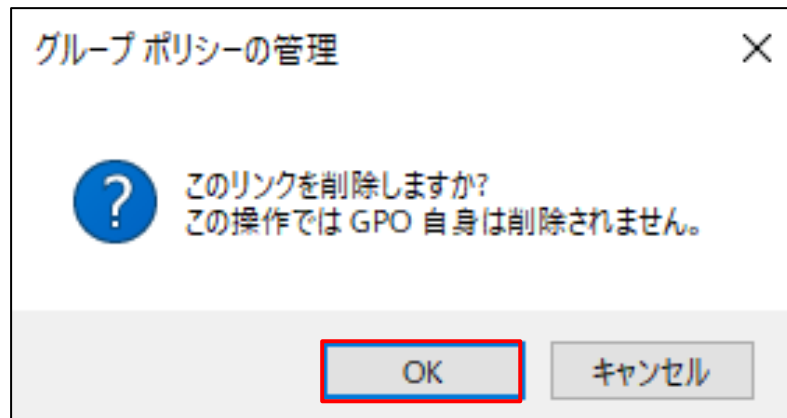 グループ ポリシーの管理
このリンクを削除しますか?
この操作では GPO 自身は削除されません。
OK
キャンセル